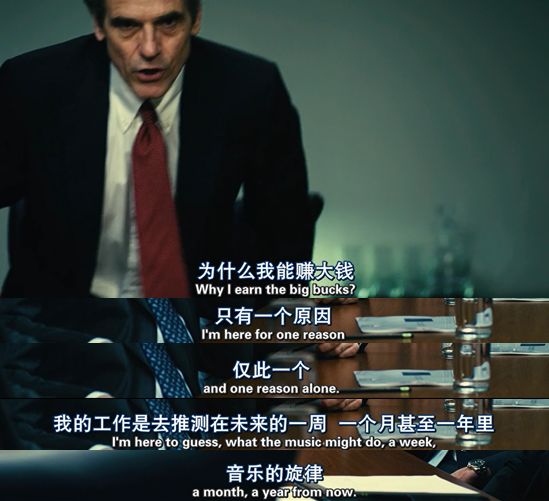 为什么我能赚大钱
Why I earn the big bucks?
只有一个原因
I'm here for one reason
仅此一个
and one reason alone.
我的工作是去推测在未来的一周 一个月甚至一年里
I'm here to guess, what the music might do, a week,
音乐的旋律
a month, a year from now.